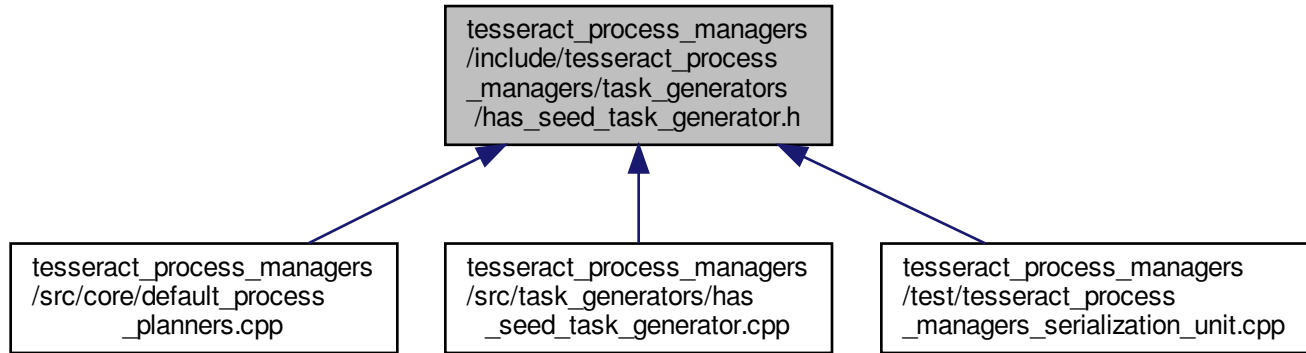 tesseract_process_managers
/include/tesseract_process
_managers/task_generators
/has_seed_task_generator.h
tesseract_process_managers
/src/core/default_process
_planners.cpp
tesseract_process_managers
/src/task_generators/has
_seed_task_generator.cpp
tesseract_process_managers
/test/tesseract_process
_managers_serialization_unit.cpp